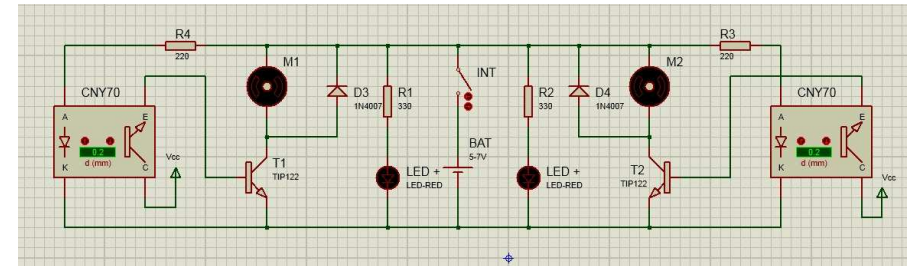 R4
220
CNY70
A
E
K
C
0.2
d (mm)
Vcc
M1
D3
1N4007
R1
330
T1
TIP122
LED +
LED-RED
INT
BAT
5-7V
R2
330
D4
1N4007
LED +
LED-RED
M2
T2
TIP122
R3
220
CNY70
A
E
K
C
0.2
d (mm)
Vcc